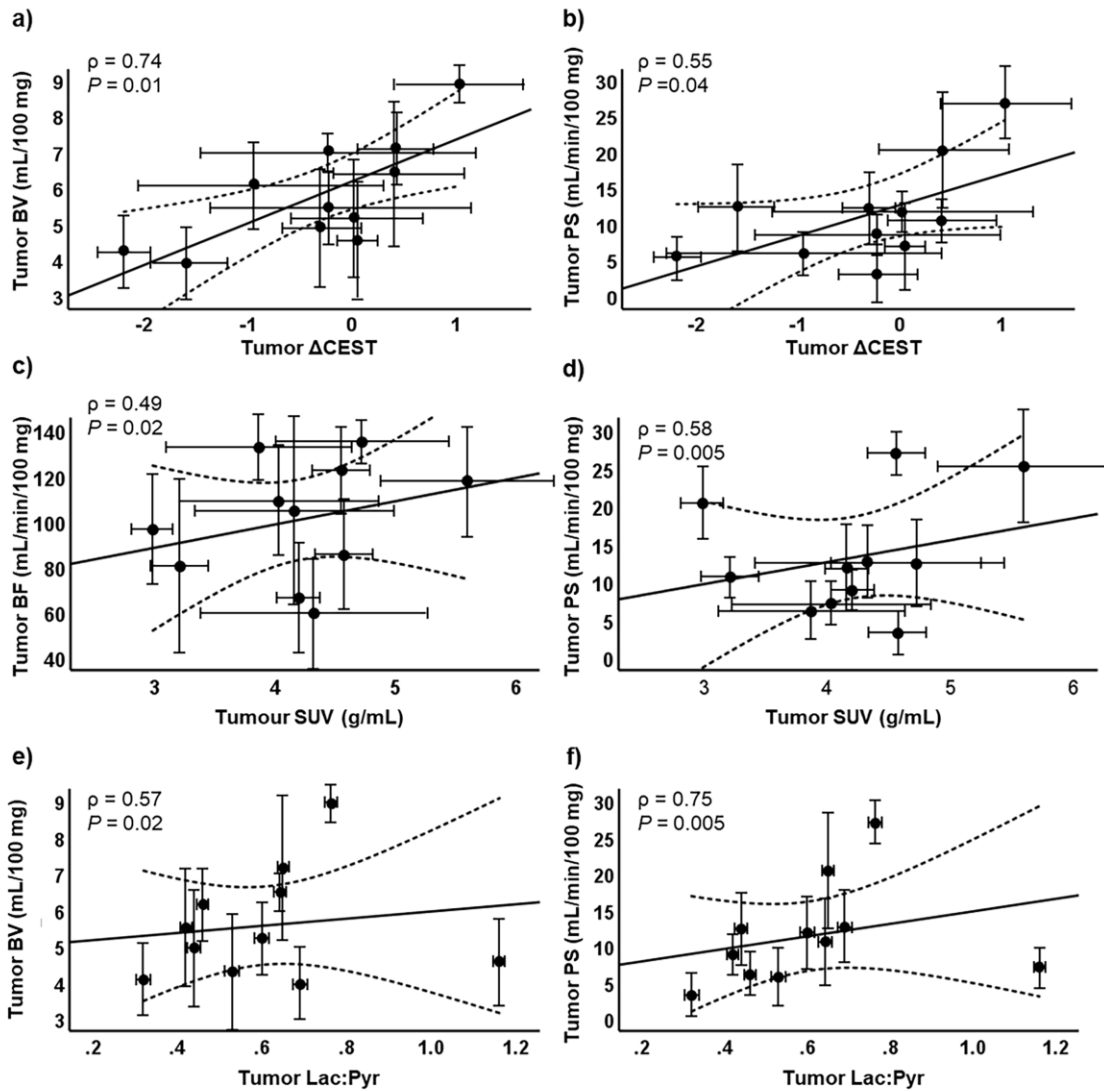 a)
ρ = 0.74
P = 0.01
Tumor BV (mL/100 mg)
9
8
7
6
5
4
3
-2 -1 0 1
Tumor ΔCEST
b)
ρ = 0.55
P =0.04
Tumor PS (mL/min/100 mg)
30
25
20
15
10
5
0
-2 -1 0 1
Tumor ΔCEST
c)
ρ = 0.49
P = 0.02
Tumor BF (mL/min/100 mg)
140
120
100
80
60
40
3 4 5 6
Tumour SUV (g/mL)
d)
ρ = 0.58
P = 0.005
Tumor PS (mL/min/100 mg)
30
25
20
15
10
5
0
3 4 5 6
Tumor SUV (g/mL)
e)
ρ = 0.57
P = 0.02
Tumor BV (mL/100 mg)
9
8
7
6
5
4
3
.2 .4 .6 .8 1.0 1.2
Tumor Lac:Pyr
f)
ρ = 0.75
P = 0.005
Tumor PS (mL/min/100 mg)
30
25
20
15
10
5
0
.2 .4 .6 .8 1.0 1.2
Tumor Lac:Pyr